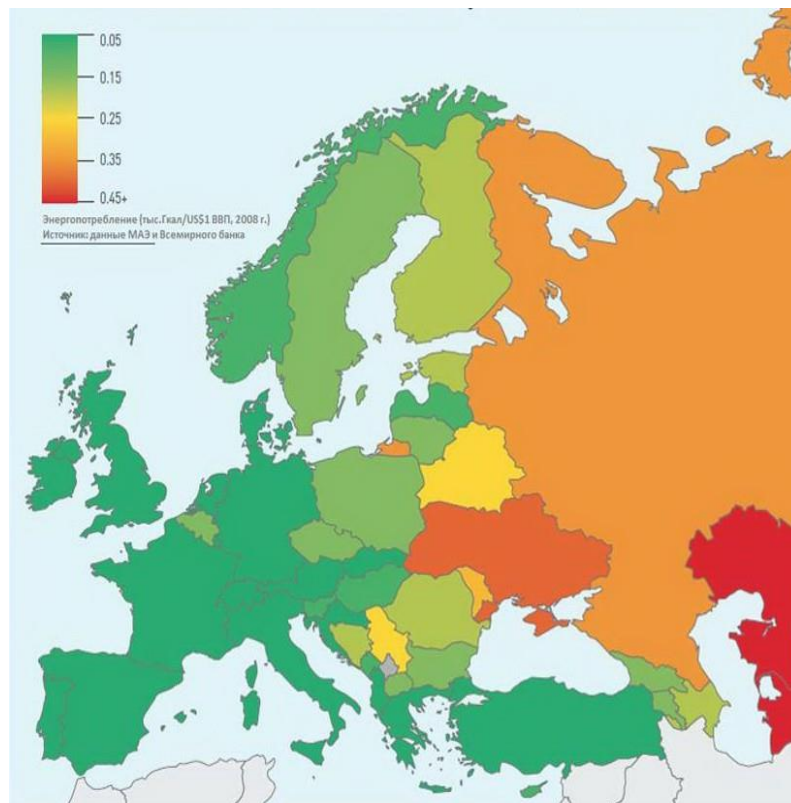 0.05
0.15
0.25
0.35
0.45+
Энергопотребление (тыс.Гкал/US$1 ВВП, 2008 г.)
Источник: данные МАЭ и Всемирного банка